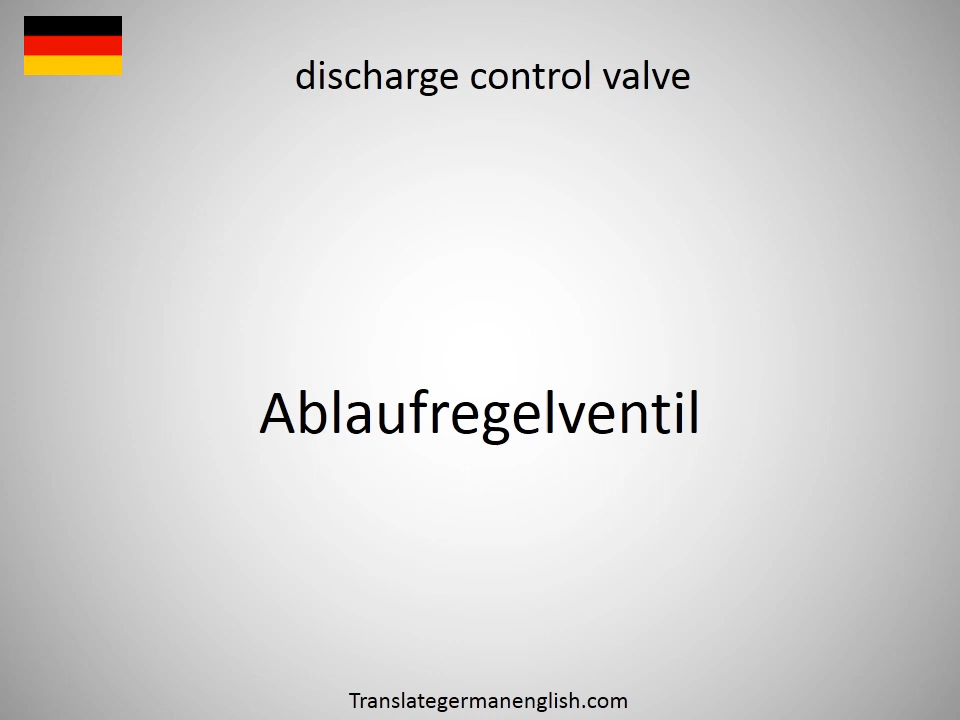 discharge control valve
Ablaufregelventil
Translategermanenglish.com